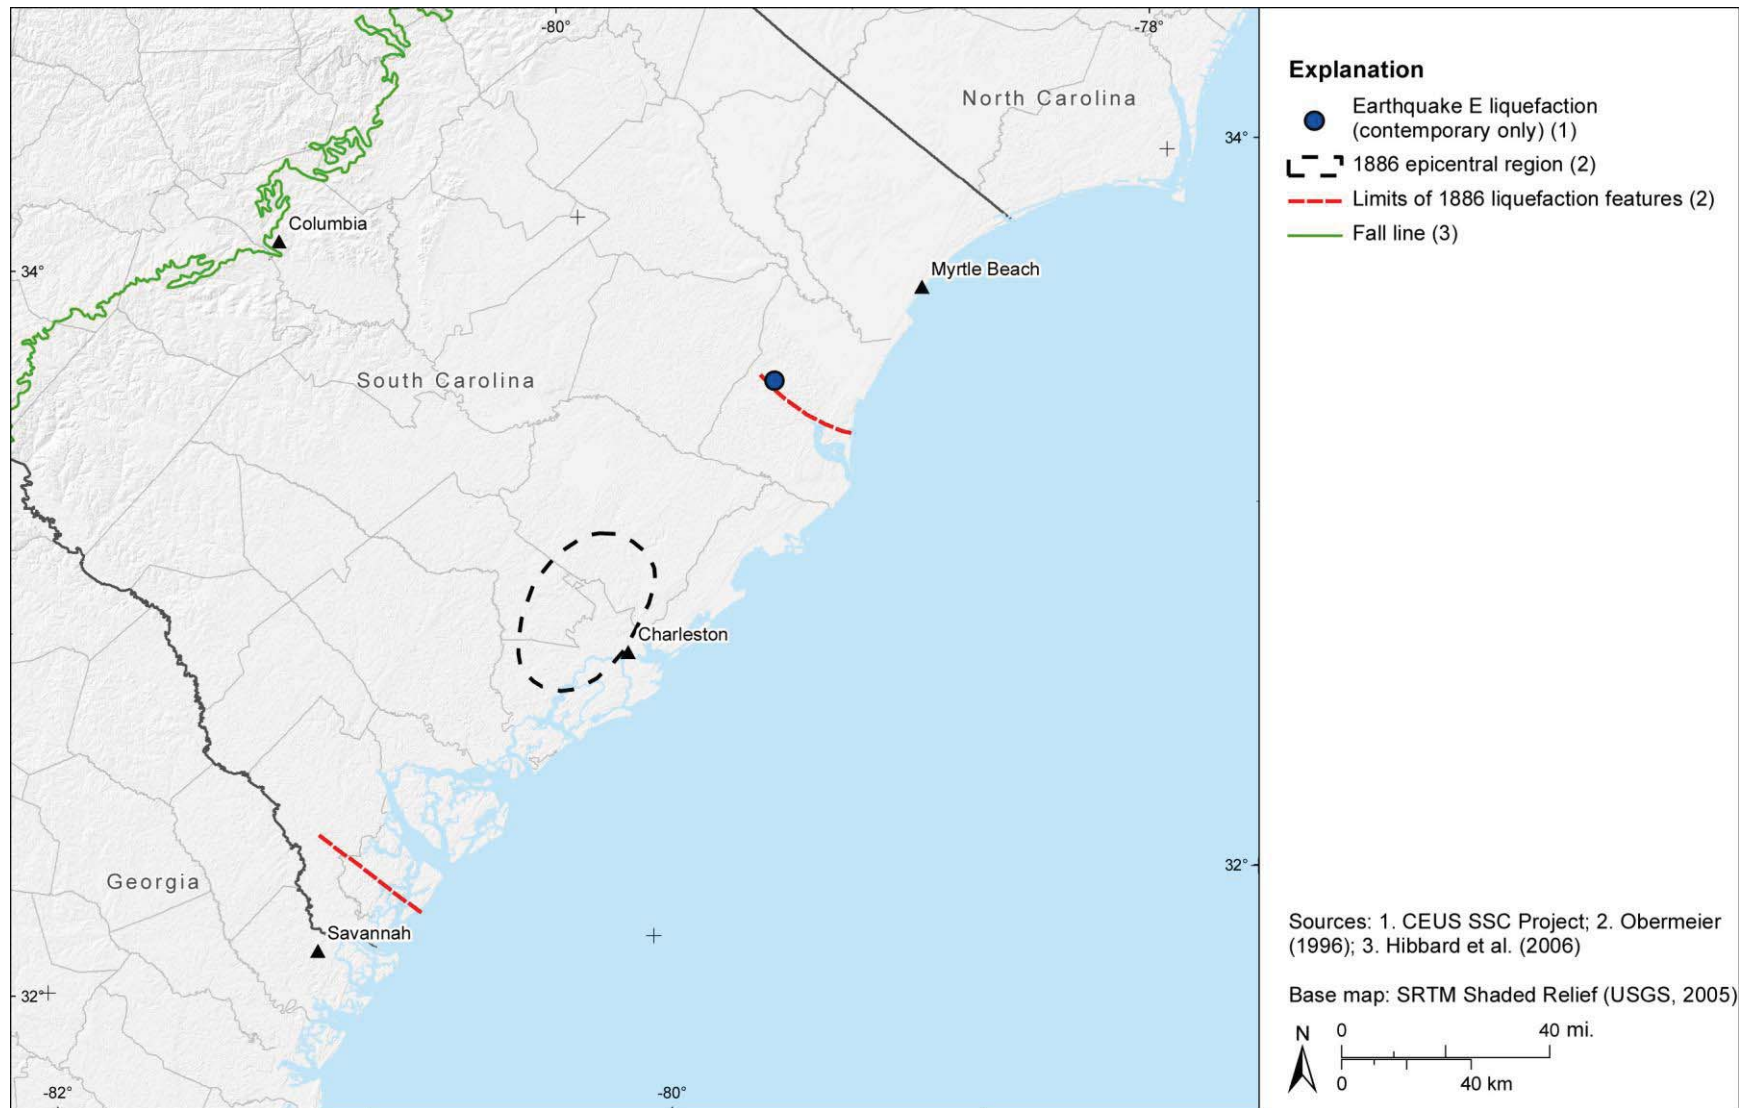 -80°
-78°
North Carolina
34°
Columbia
34°
Myrtle Beach
South Carolina
Charleston
32°
Georgia
Savannah
32°
-82°
-80°
Explanation
Earthquake E liquefaction
(contemporary only) (1)
1886 epicentral region (2)
Limits of 1886 liquefaction features (2)
Fall line (3)
Sources: 1. CEUS SSC Project; 2. Obermeier
(1996); 3. Hibbard et al. (2006)
Base map: SRTM Shaded Relief (USGS, 2005)
N
0 40 mi.
0 40 km